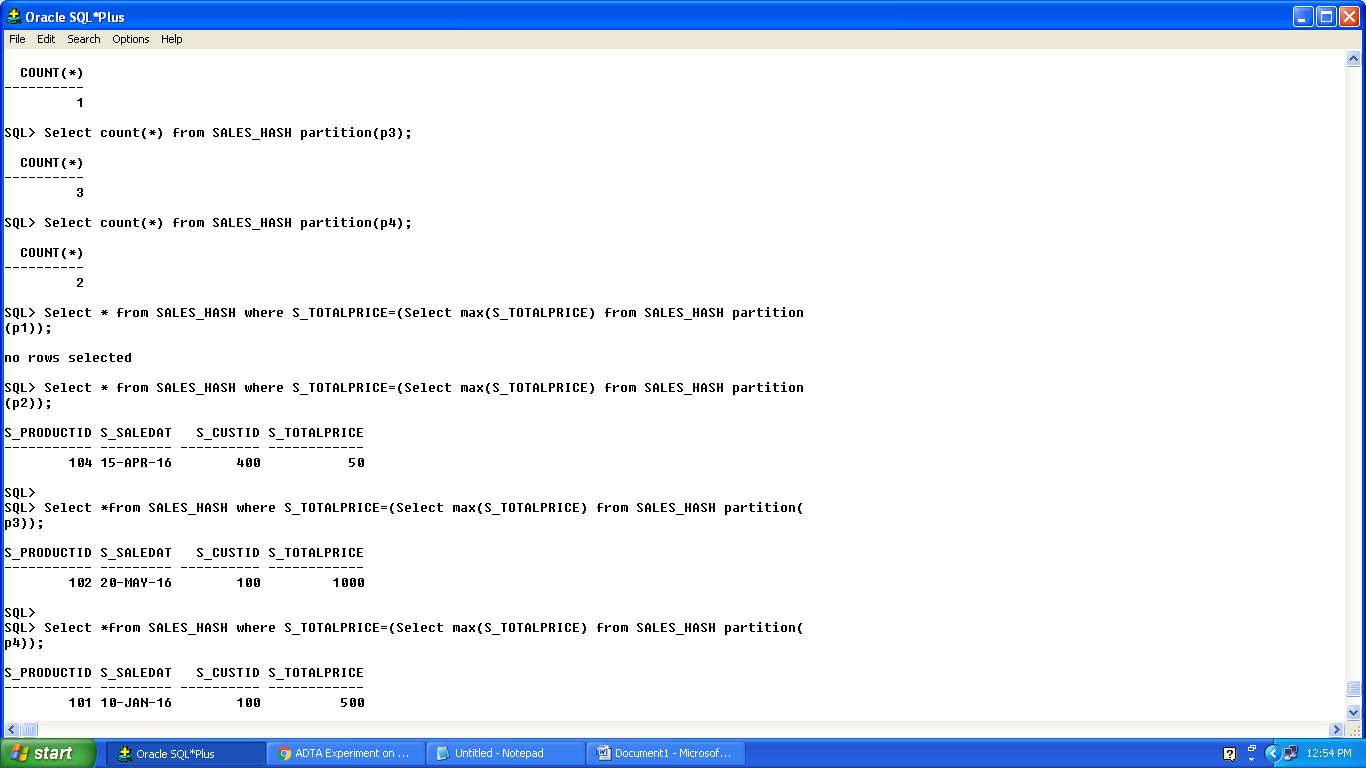 Oracle SQL*Plus
File Edit Search Options Help
COUNT(*)
----------
1
SQL> Select count(*) from SALES_HASH partition(p3);
COUNT(*)
----------
3
SQL> Select count(*) from SALES_HASH partition(p4);
COUNT(*)
----------
2
SQL> Select * from SALES_HASH where S_TOTALPRICE=(Select max(S_TOTALPRICE) from SALES_HASH partition
(p1));
no rows selected
SQL> Select * from SALES_HASH where S_TOTALPRICE=(Select max(S_TOTALPRICE) from SALES_HASH partition
(p2));
S_PRODUCTID S_SALEDAT   S_CUSTID S_TOTALPRICE
----------- --------- ---------- ------------
104 15-APR-16        400           50
SQL>
SQL> Select *from SALES_HASH where S_TOTALPRICE=(Select max(S_TOTALPRICE) from SALES_HASH partition(
p3));
S_PRODUCTID S_SALEDAT   S_CUSTID S_TOTALPRICE
----------- --------- ---------- ------------
102 20-MAY-16        100         1000
SQL>
SQL> Select *from SALES_HASH where S_TOTALPRICE=(Select max(S_TOTALPRICE) from SALES_HASH partition(
p4));
S_PRODUCTID S_SALEDAT   S_CUSTID S_TOTALPRICE
----------- --------- ---------- ------------
101 10-JAN-16        100          500
start Oracle SQL*Plus ADTA Experiment on ... Untitled - Notepad Document1 - Microsof... 12:54 PM